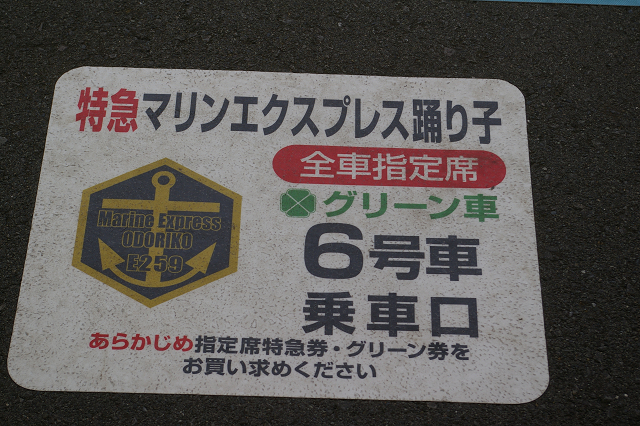 特急マリンエクスプレス踊り子
全車指定席
グリーン車
6号車
乗車口
Marine Express
ODORIKO
E259
あらかじめ指定席特急券・グリーン券を
お買い求めください